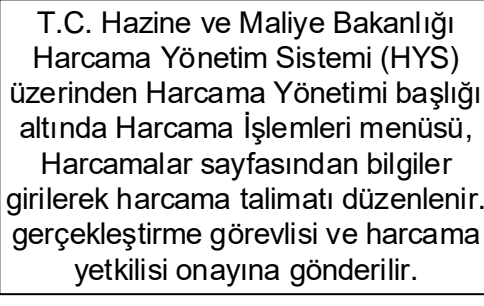 T.C. Hazine ve Maliye Bakanlığı
Harcama Yönetim Sistemi (HYS)
üzerinden Harcama Yönetimi başlığı
altında Harcama İşlemleri menüsü,
Harcamalar sayfasından bilgiler
girilerek harcama talimatı düzenlenir.
gerçekleştirme görevlisi ve harcama
yetkilisi onayına gönderilir.